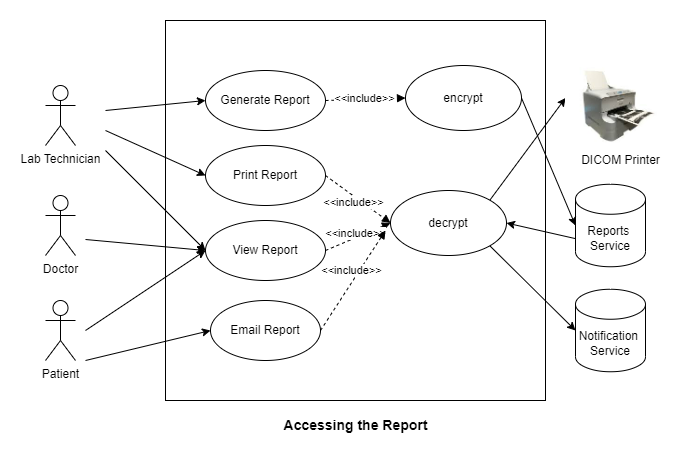 Generate Report
<<include>>
encrypt
Lab Technician
DICOM Printer
Print Report
<<include>>
decrypt
Doctor
View Report
<<include>>
Reports
Service
<<include>>
Email Report
Notification
Service
Patient
Accessing the Report